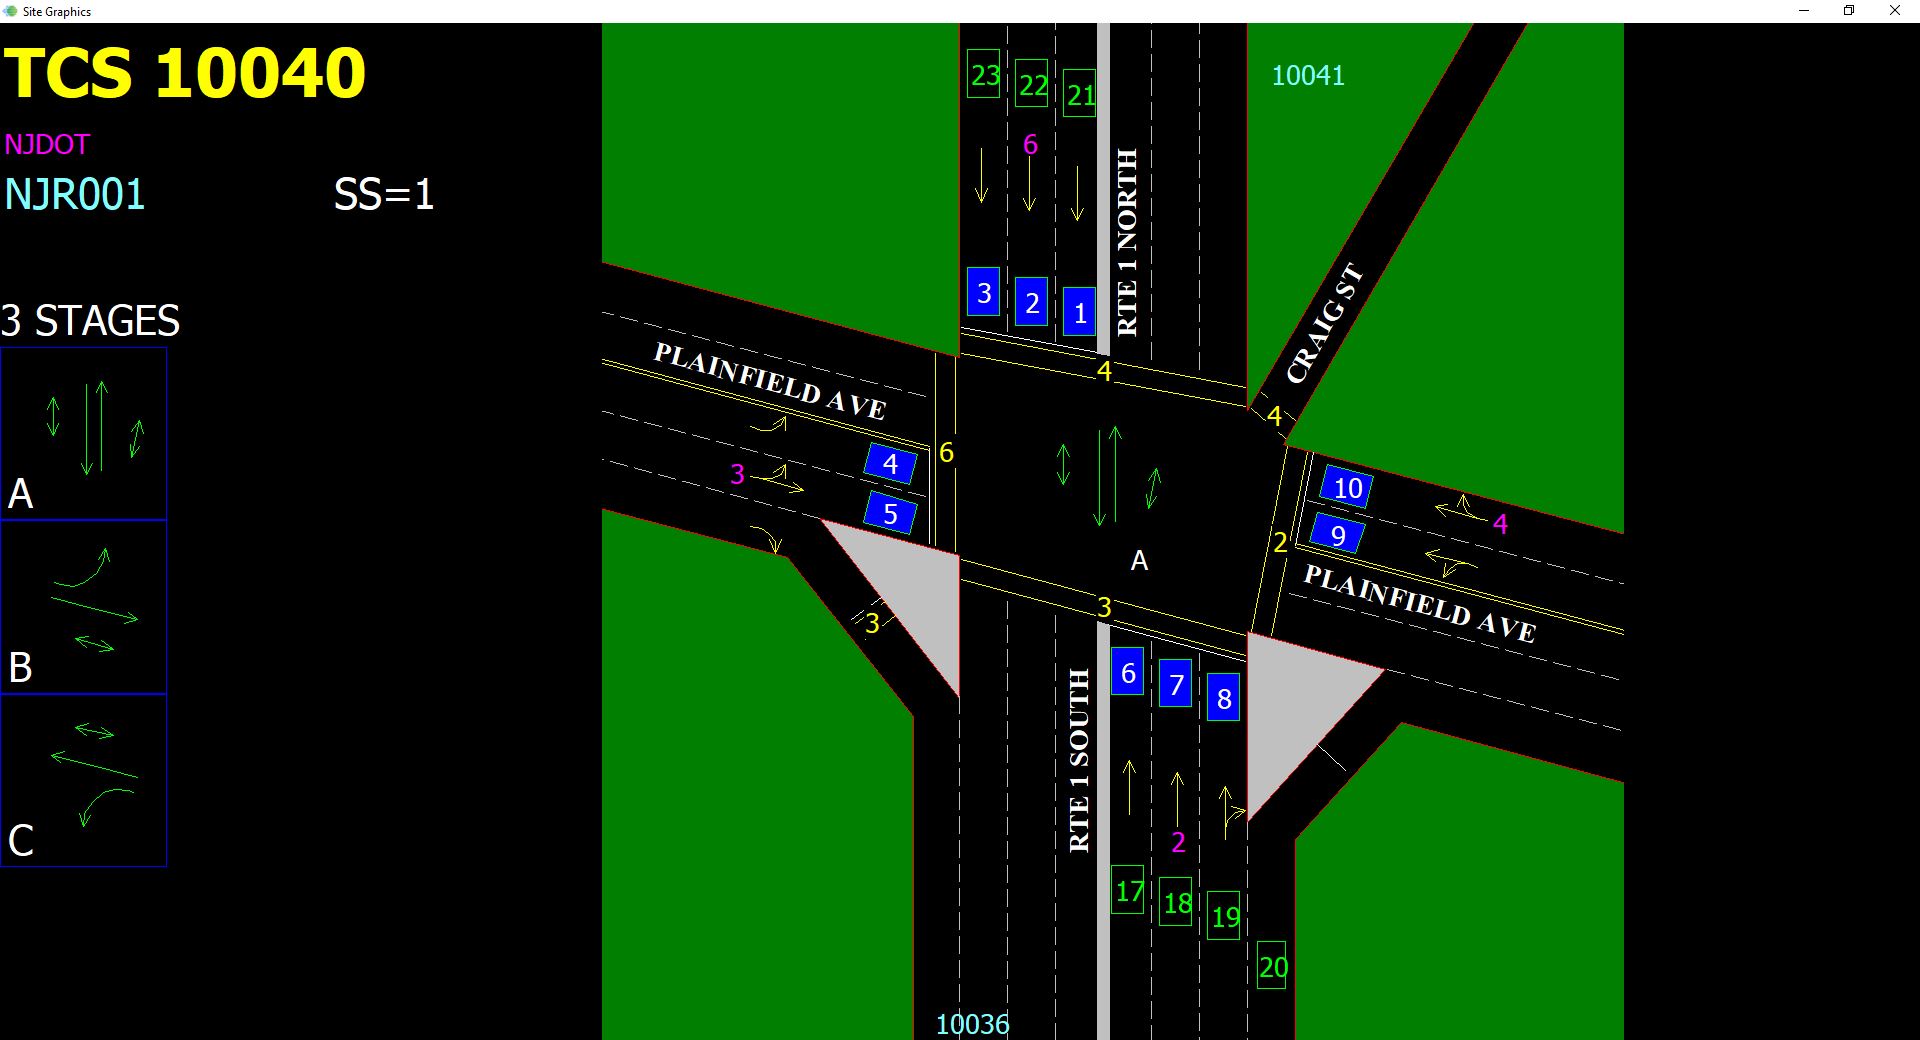 Site Graphics
TCS 10040
NJDOT
NJR001 SS=1
3 STAGES
A
B
C
23 22 21
6
10041
RTE 1 NORTH
3 2 1
CRAIG ST
PLAINFIELD AVE
4
4
6
3
4
5
10
9
4
2
A
PLAINFIELD AVE
3
3
6 7 8
RTE 1 SOUTH
2
17 18 19
20
10036